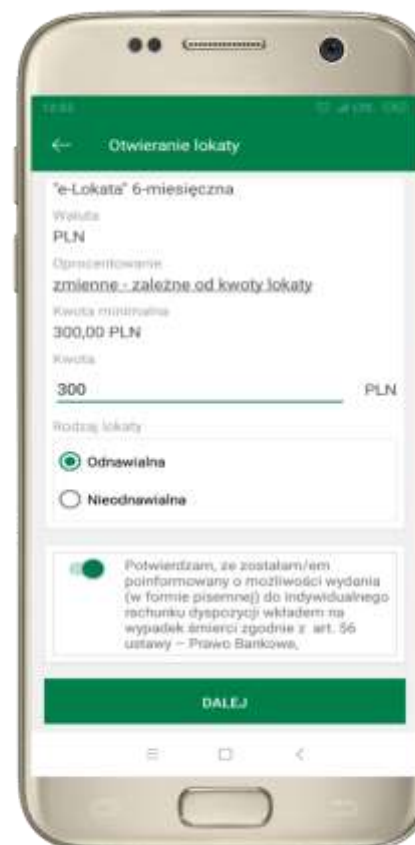 Otwieranie lokaty
"e-Lokata" 6-miesięczna
Waluta
PLN
Oprocentowanie
zmienne - zależne od kwoty lokaty
Kwota minimalna
300,00 PLN
Kwota
300 PLN
Rodzaj lokaty
Odnawialna
Nieodnawialna
Potwierdzam, że zostałam/em
poinformowany o możliwości wydania
(w formie pisemnej) do indywidualnego
rachunku dyspozycji wkładem na
wypadek śmierci zgodnie z art. 56
ustawy – Prawo Bankowe,
DALEJ